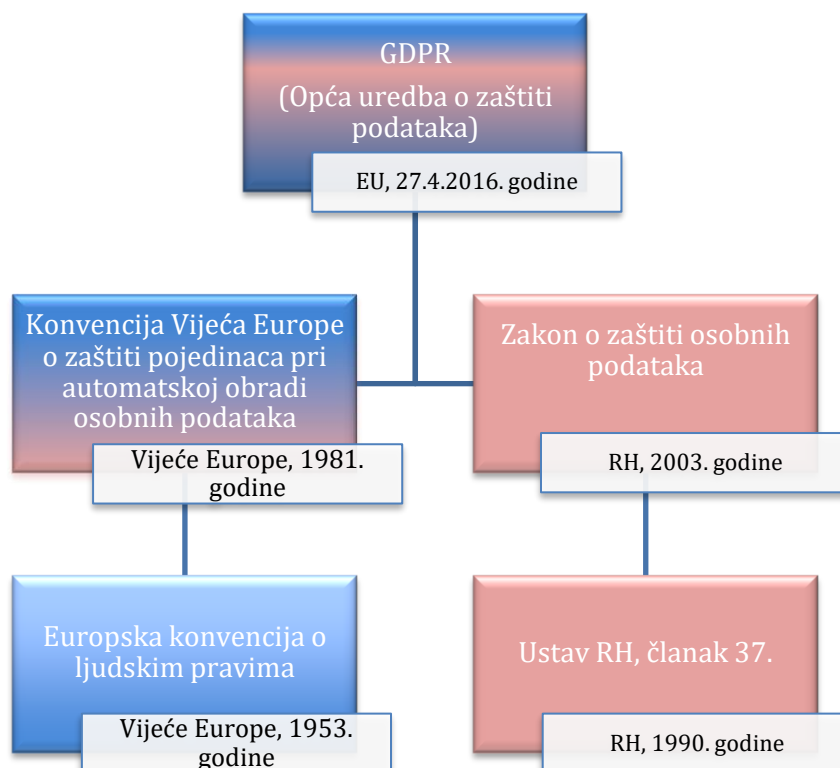 GDPR
(Opća uredba o zaštiti
podataka)
EU, 27.4.2016. godine
Konvencija Vijeća Europe
o zaštiti pojedinaca pri
automatskoj obradi
osobnih podataka
Vijeće Europe, 1981.
godine
Zakon o zaštiti osobnih
podataka
RH, 2003. godine
Europska konvencija o
ljudskim pravima
Vijeće Europe, 1953.
godine
Ustav RH, članak 37.
RH, 1990. godine